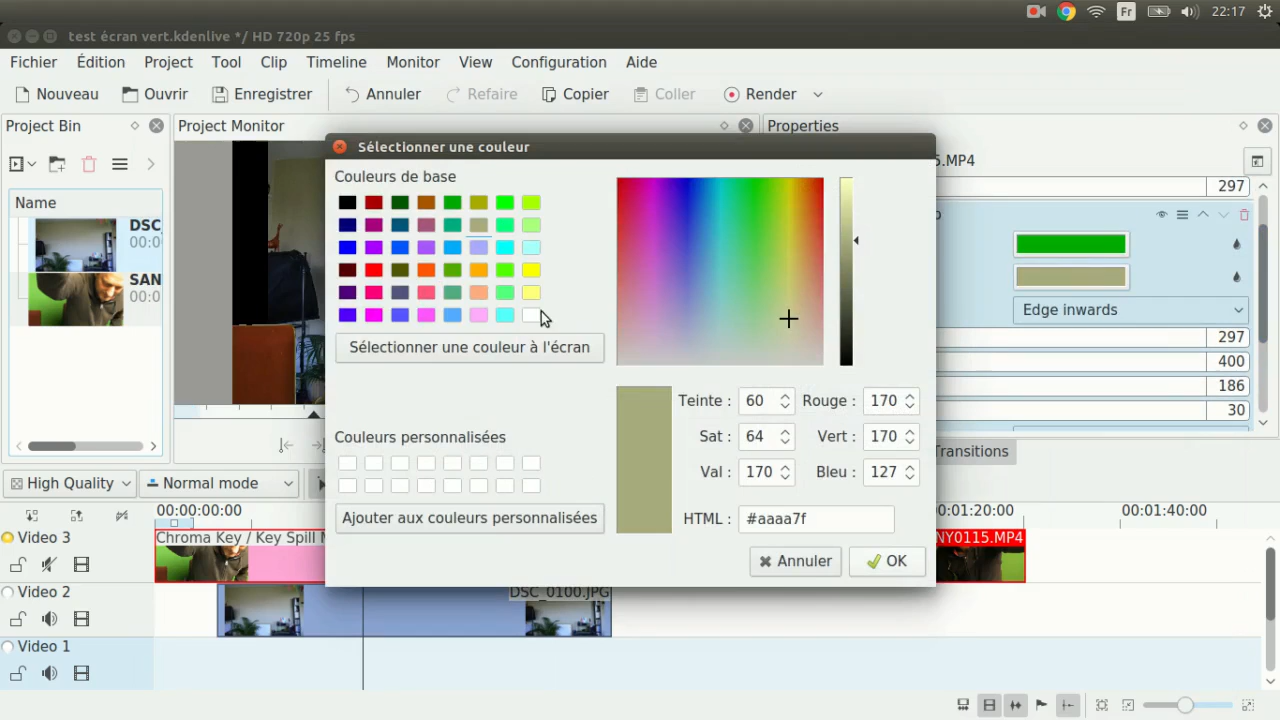 Fr
22:17
test écran vert.kdenlive */ HD 720p 25 fps
Fichier Édition Project Tool Clip Timeline Monitor View Configuration Aide
Nouveau Ouvrir Enregistrer Annuler Refaire Copier Coller Render
Project Bin
Project Monitor
Properties
Name
DSC_
00:0
SAN
00:0
Sélectionner une couleur
Couleurs de base
Sélectionner une couleur à l'écran
Couleurs personnalisées
Ajouter aux couleurs personnalisées
Teinte : 60 Rouge : 170
Sat : 64 Vert : 170
Val : 170 Bleu : 127
HTML : #aaaa7f
Annuler OK
.MP4
297
Edge inwards
297
400
186
30
Transitions
High Quality Normal mode
00:00:00:00
:01:20:00
00:01:40:00
Video 3
Chroma Key / Key Spill
NY0115.MP4
Video 2
DSC_0100.JPG
Video 1